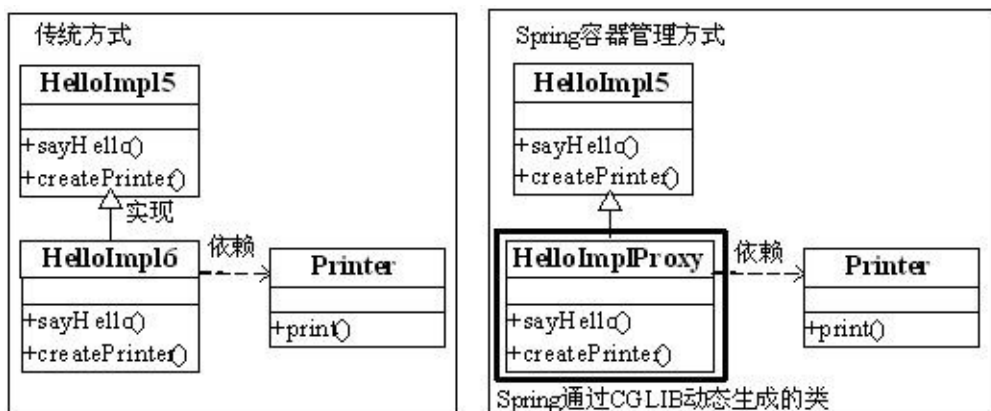 传统方式
HelloImpl5
+sayHello()
+createPrinter()
实现
HelloImpl6
+sayHello()
+createPrinter()
依赖
Printer
+print()
Spring容器管理方式
HelloImpl5
+sayHello()
+createPrinter()
HelloImplProxy
+sayHello()
+createPrinter()
依赖
Printer
+print()
Spring通过CGLIB动态生成的类